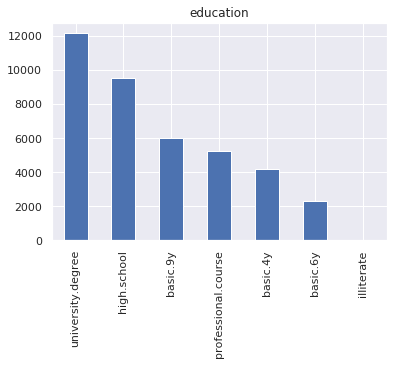 education
12000
10000
8000
6000
4000
2000
0
university.degree
high.school
basic.9y
professional.course
basic.4y
basic.6y
illiterate